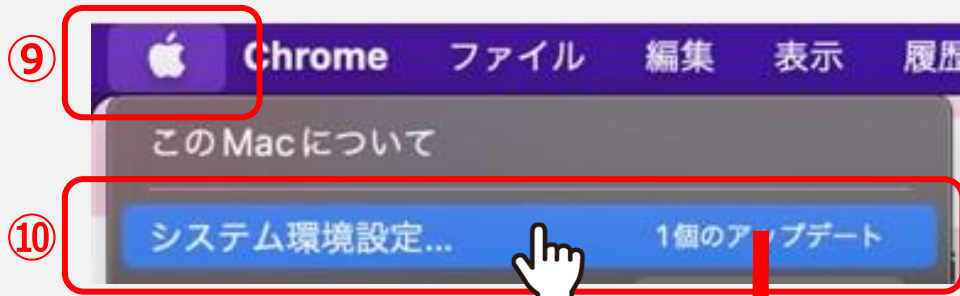 ⑨ Chrome ファイル 編集 表示 履歴
このMacについて
⑩ システム環境設定... 1個のアップデート